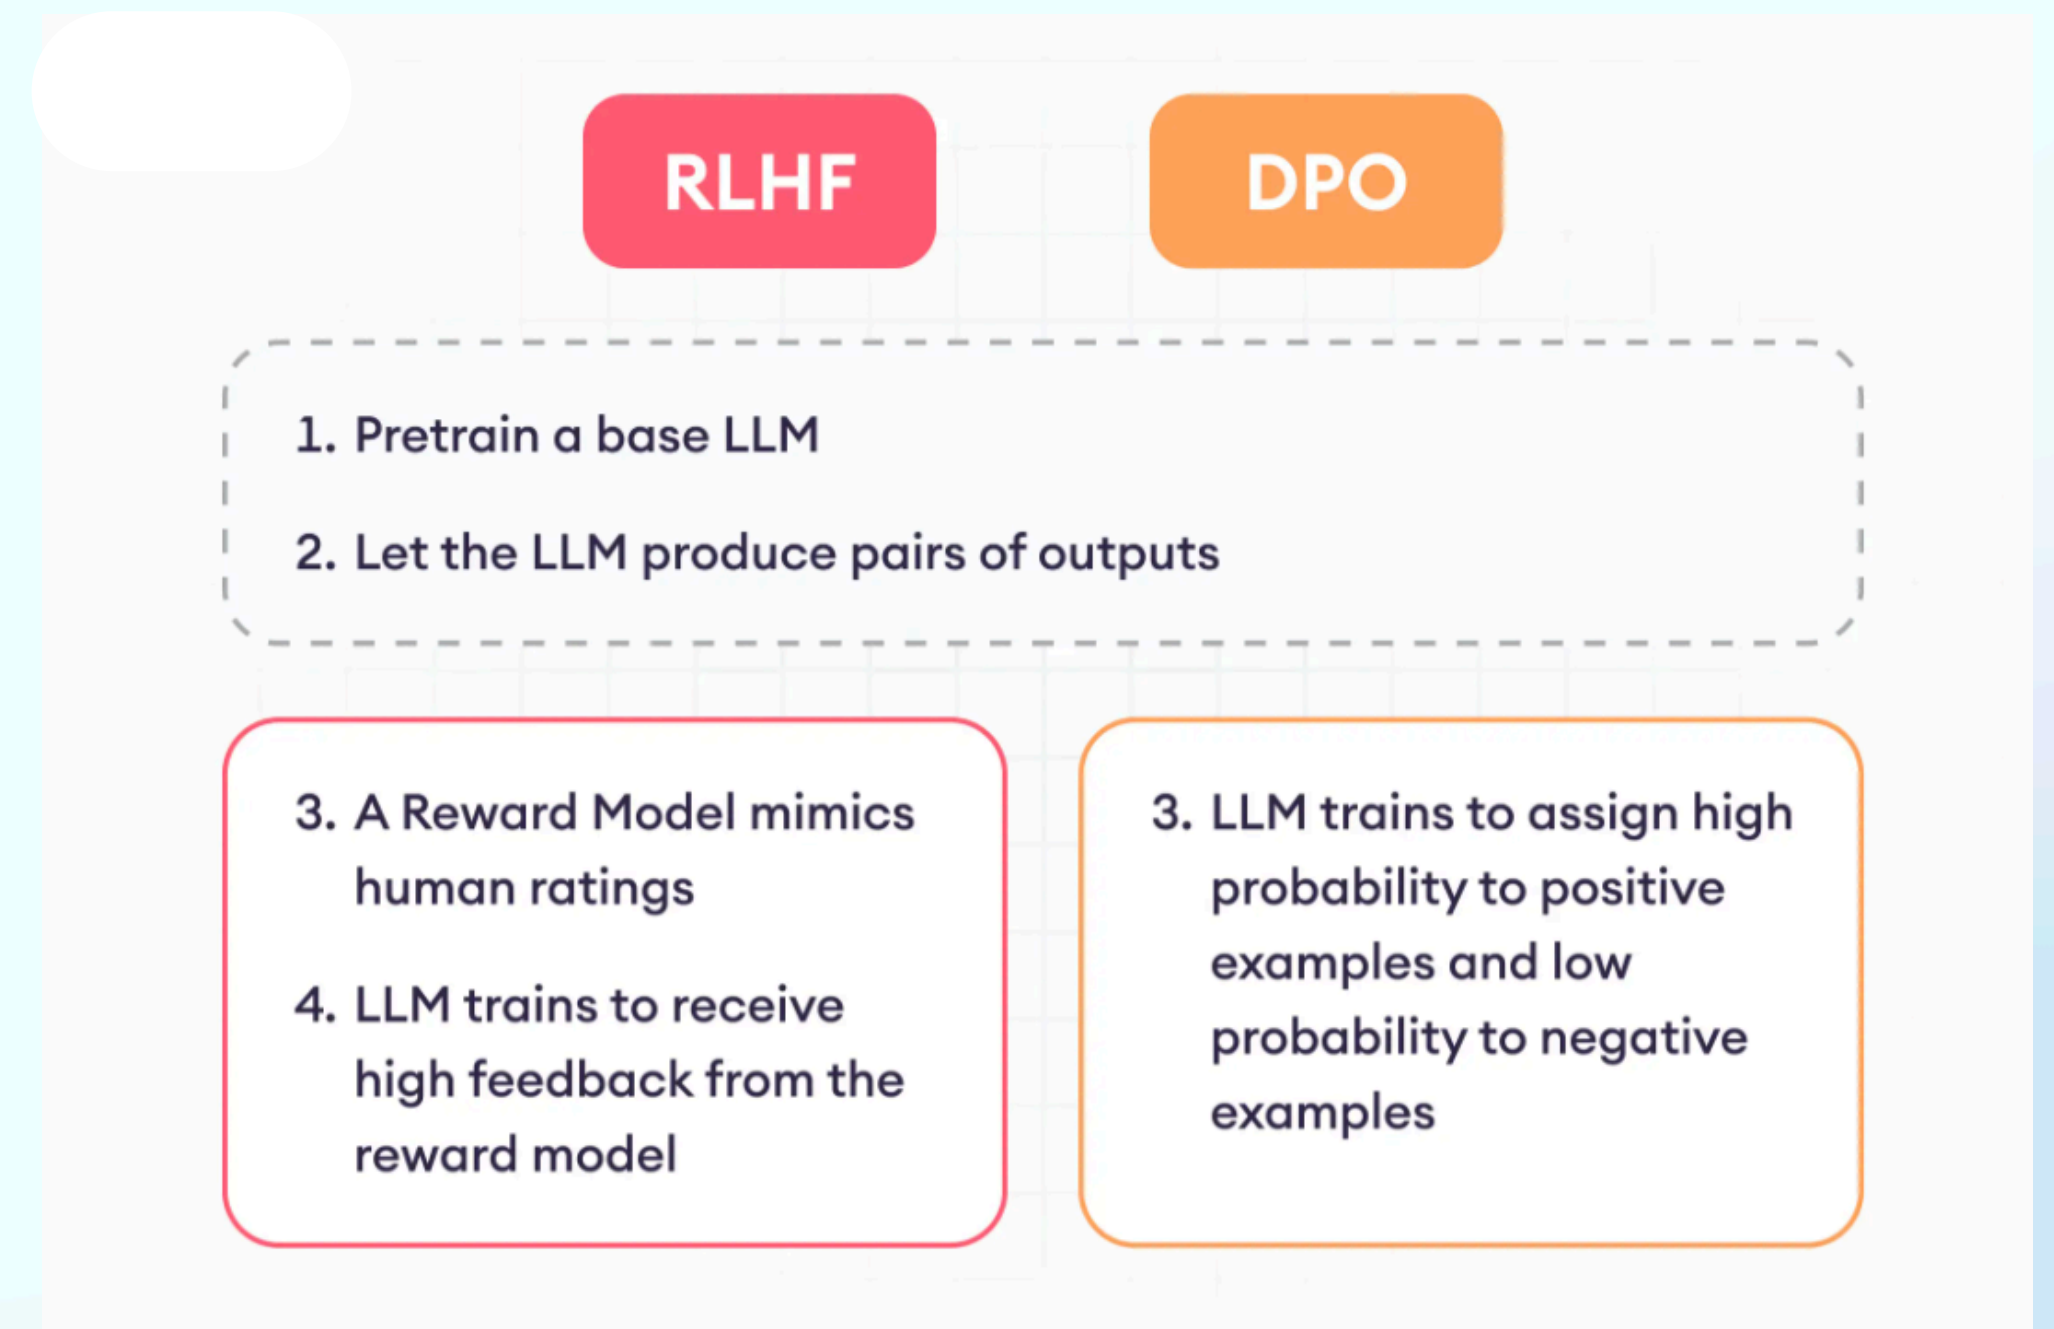 RLHF
DPO
1. Pretrain a base LLM
2. Let the LLM produce pairs of outputs
3. A Reward Model mimics
human ratings
4. LLM trains to receive
high feedback from the
reward model
3. LLM trains to assign high
probability to positive
examples and low
probability to negative
examples